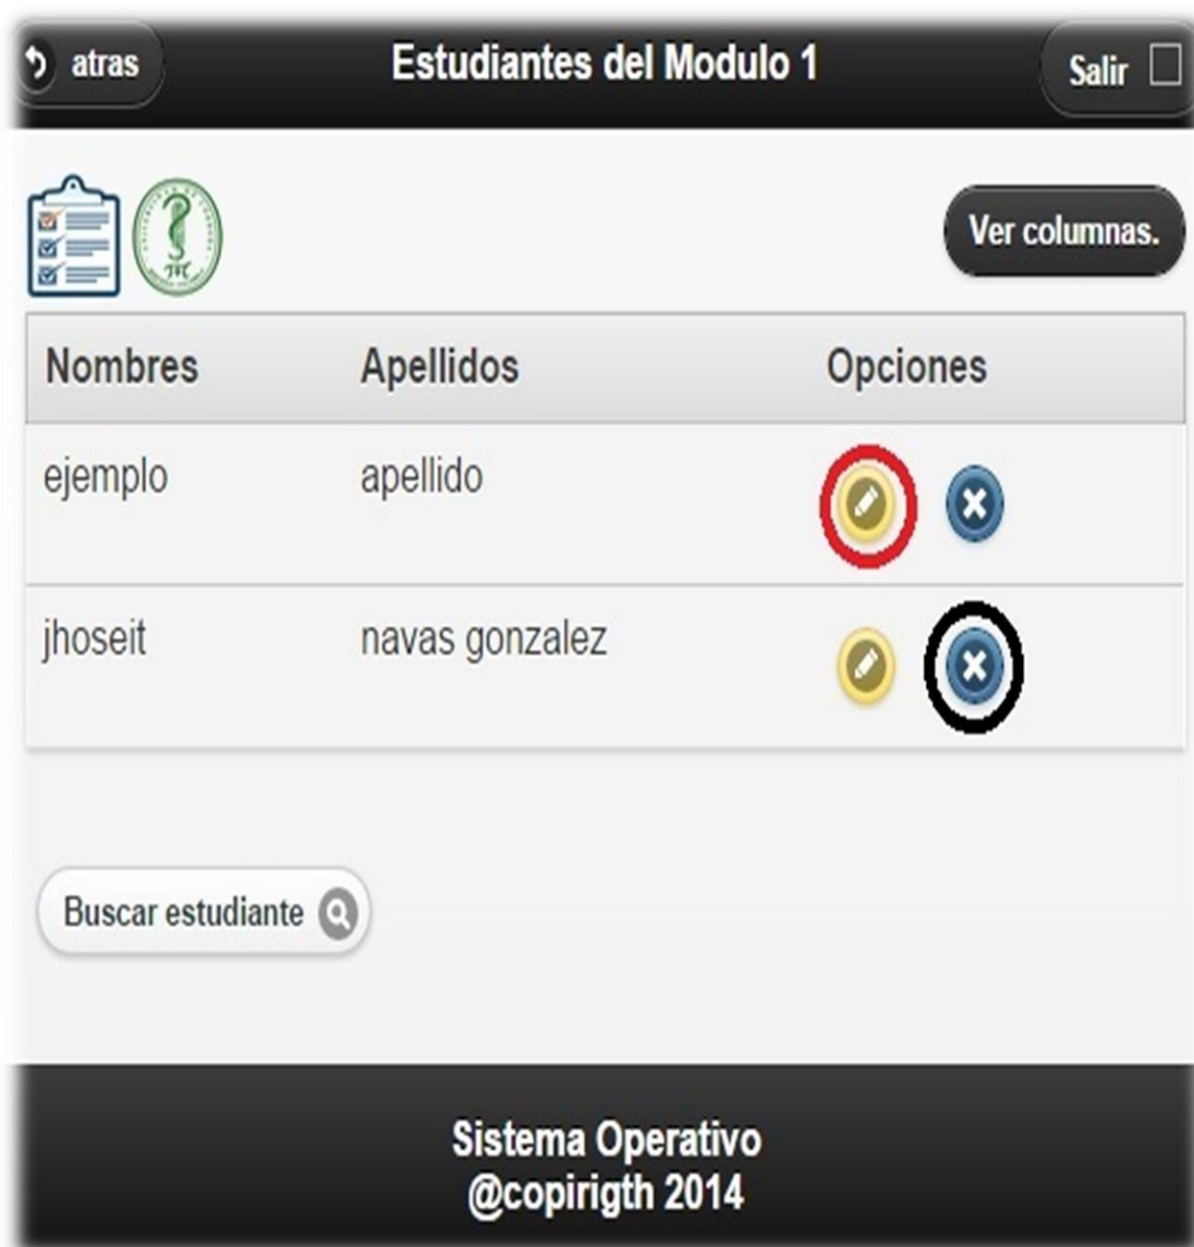 atras
Estudiantes del Modulo 1
Salir
Ver columnas.
Nombres Apellidos Opciones
ejemplo apellido
jhoseit navas gonzalez
Buscar estudiante
Sistema Operativo
@copirigth 2014